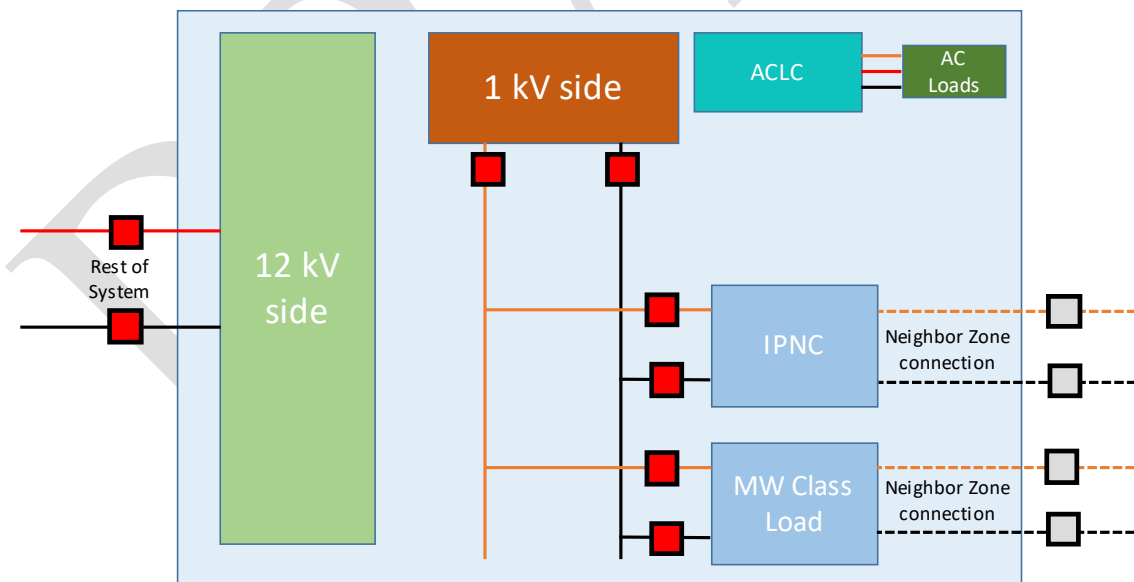 1 kV side
ACLC
AC
Loads
Rest of
System
12 kV
side
IPNC
Neighbor Zone
connection
MW Class
Load
Neighbor Zone
connection